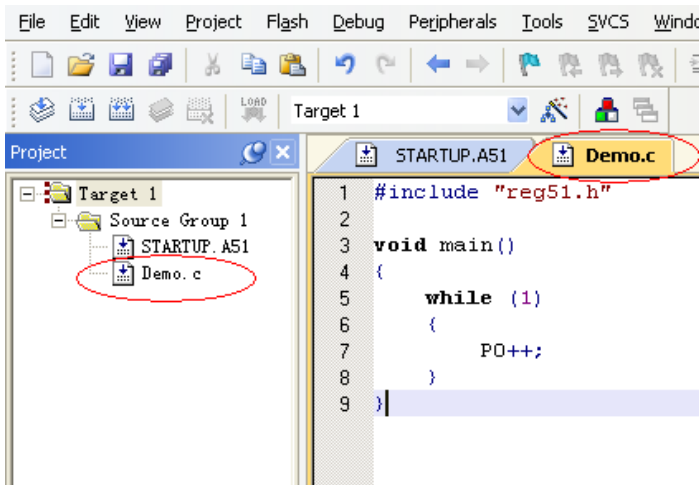 File Edit View Project Flash Debug Peripherals Tools SVCS
LOAD Target 1
Project
STARTUP.A51 Demo.c
Target 1
Source Group 1
STARTUP.A51
Demo.c
1 #include "reg51.h"
2
3 void main()
4 {
5 while (1)
6 {
7 P0++;
8 }
9 }